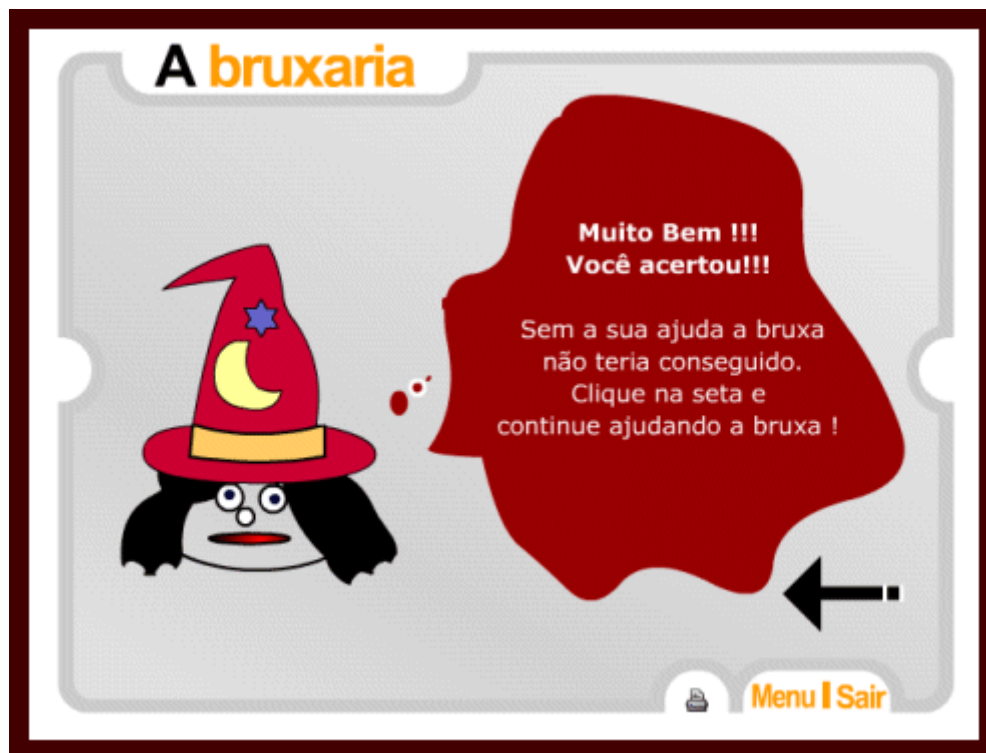 A bruxaria
Muito Bem !!!
Você acertou!!!
Sem a sua ajuda a bruxa
não teria conseguido.
Clique na seta e
continue ajudando a bruxa !
Menu | Sair